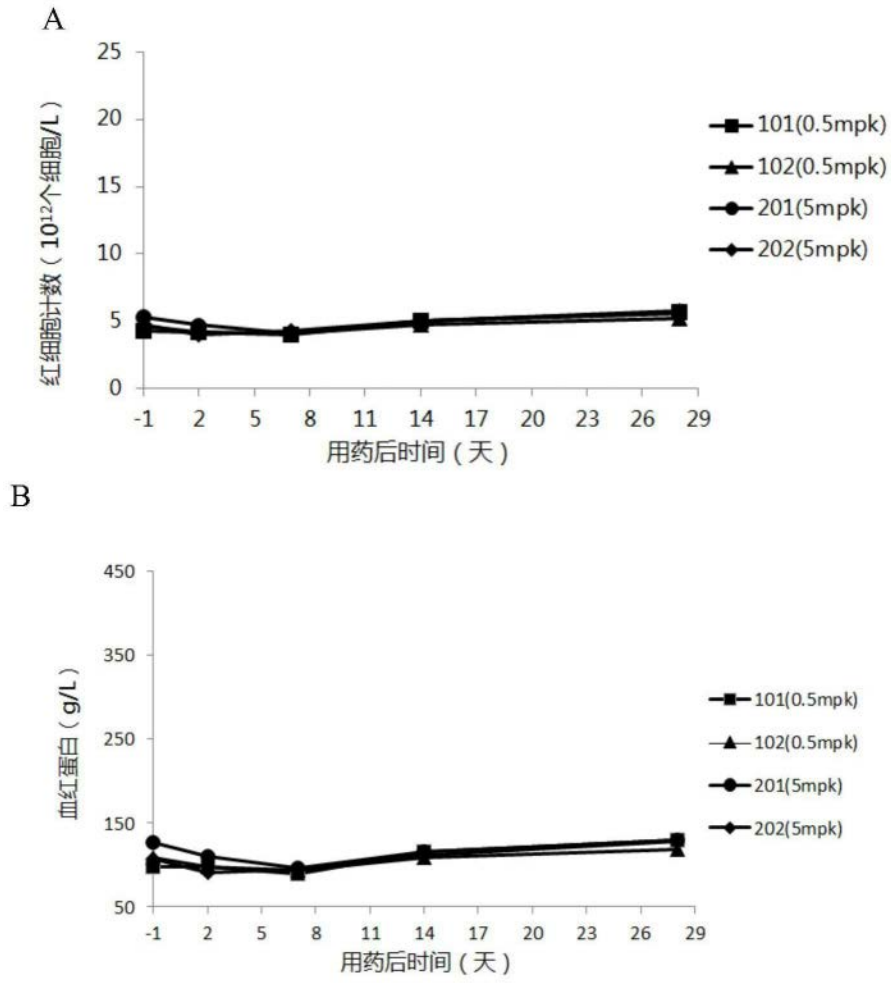 A
25
20
15
10
5
0
红细胞计数（10¹²个细胞/L）
-1 2 5 8 11 14 17 20 23 26 29
用药后时间（天）
101(0.5mpk)
102(0.5mpk)
201(5mpk)
202(5mpk)
B
450
350
250
150
50
血红蛋白（g/L）
-1 2 5 8 11 14 17 20 23 26 29
用药后时间（天）
101(0.5mpk)
102(0.5mpk)
201(5mpk)
202(5mpk)